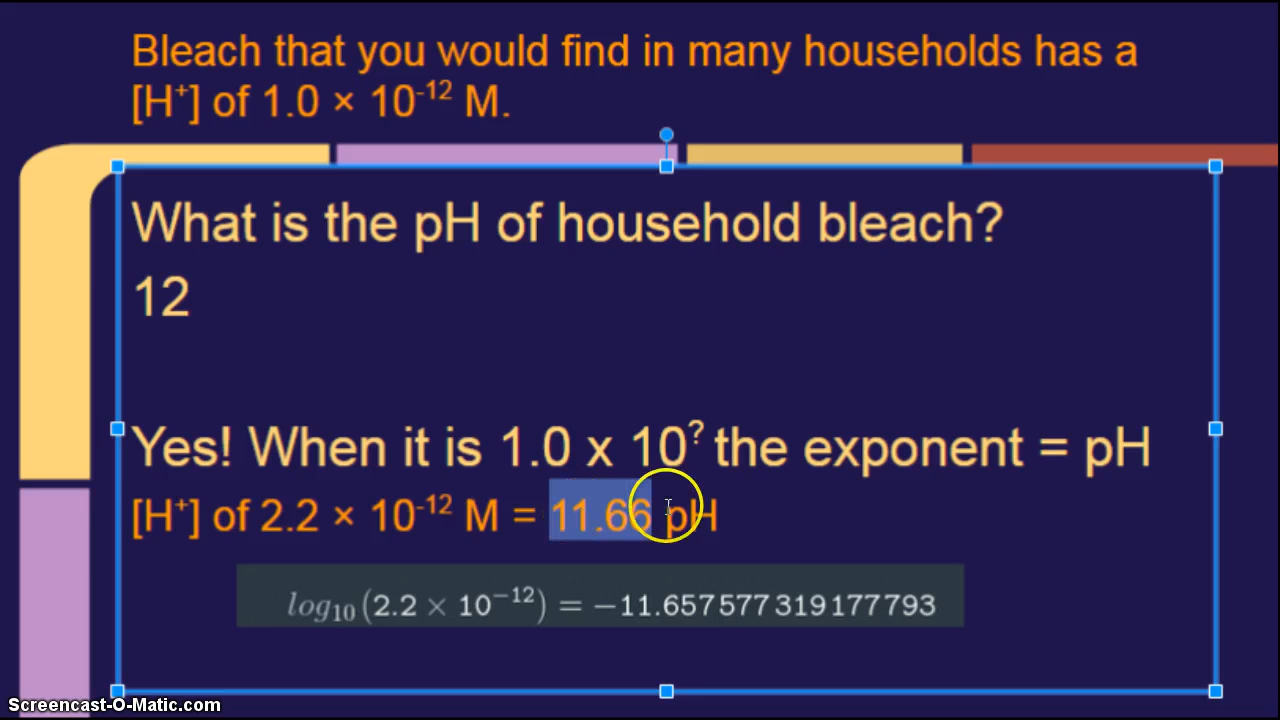 Bleach that you would find in many households has a
[H⁺] of 1.0 × 10⁻¹² M.
What is the pH of household bleach?
12
Yes! When it is 1.0 x 10^? the exponent = pH
[H⁺] of 2.2 × 10⁻¹² M = 11.66 pH
log₁₀(2.2 × 10⁻¹²) = −11.657577319177793
Screencast-O-Matic.com